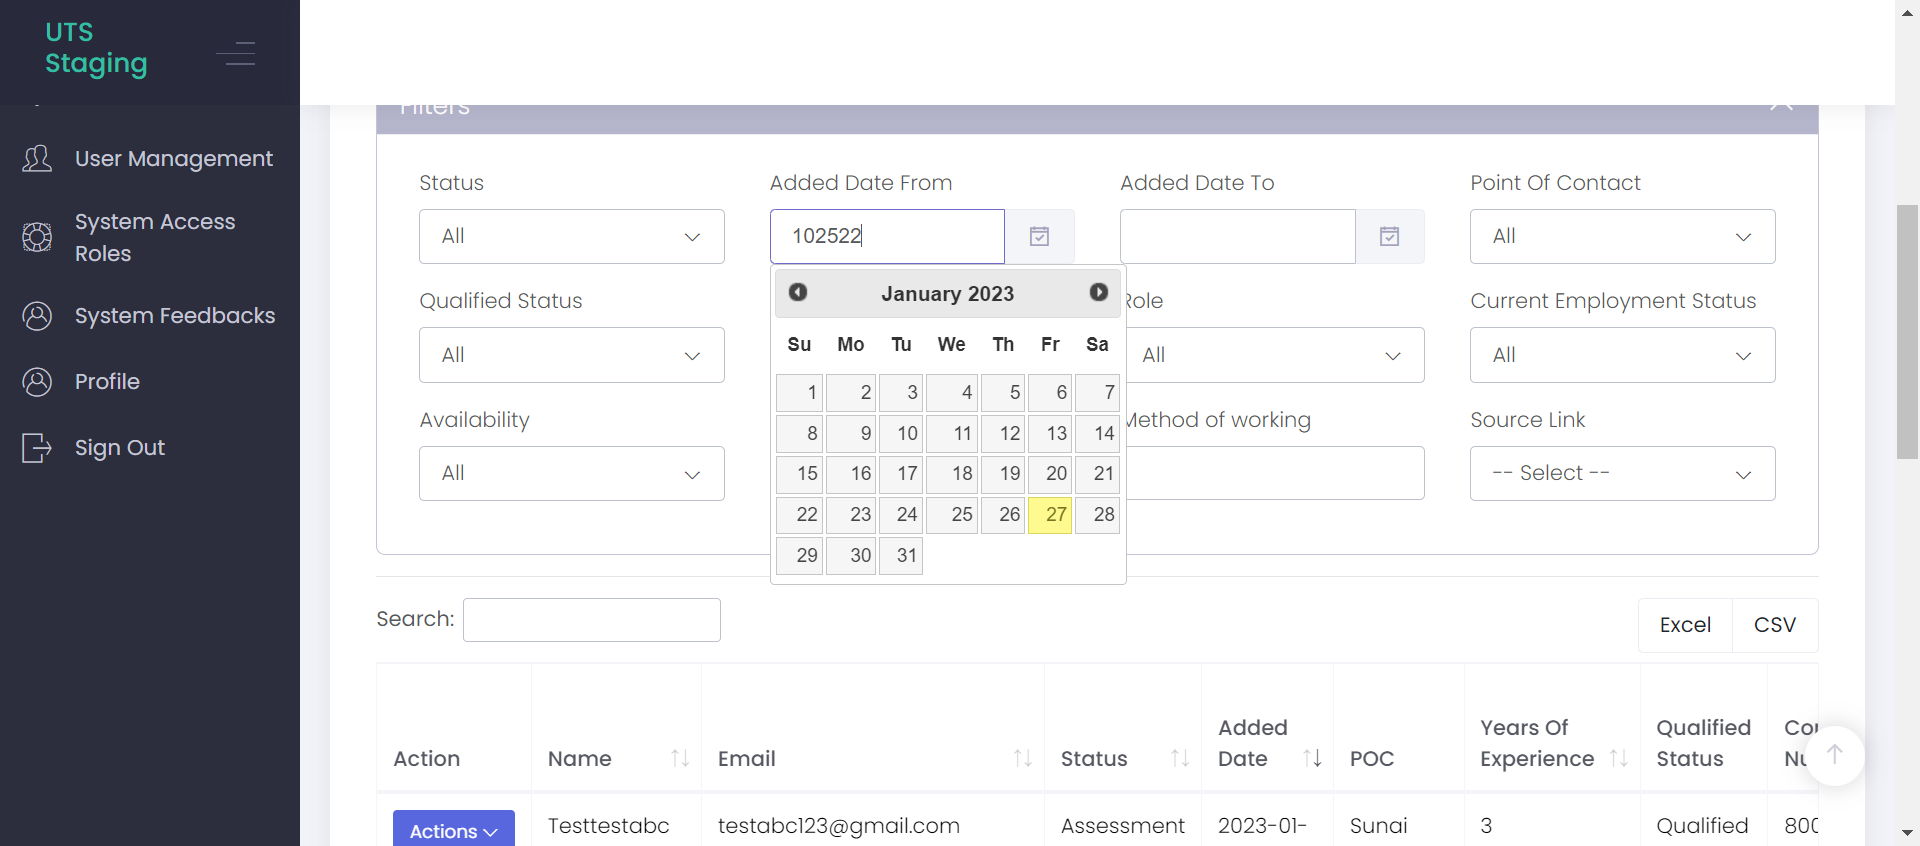 UTS
Staging
User Management
System Access
Roles
System Feedbacks
Profile
Sign Out
Filters
Status
Added Date From
Added Date To
Point Of Contact
All
102522
All
Qualified Status
Role
Current Employment Status
All
All
All
Availability
Method of working
Source Link
All
-- Select --
January 2023
Su Mo Tu We Th Fr Sa
1 2 3 4 5 6 7
8 9 10 11 12 13 14
15 16 17 18 19 20 21
22 23 24 25 26 27 28
29 30 31
Search:
Excel CSV
Action Name Email Status Added Date POC Years Of Experience Qualified Status
Actions Testtestabc testabc123@gmail.com Assessment 2023-01- Sunai 3 Qualified 800